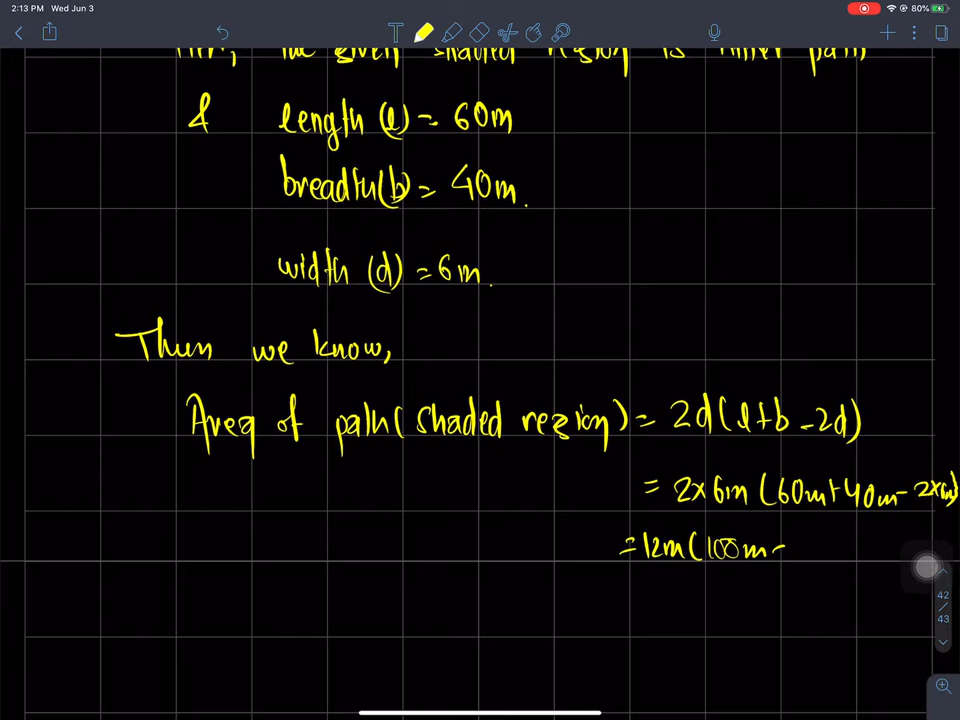 2:13 PM Wed Jun 3
80%
the given shaded region is inner path
& length (l) = 60m
breadth(b) = 40m.
width (d) = 6m.
Then we know,
Area of path(shaded region) = 2d(l+b-2d)
= 2×6m (60m+40m-2×6m)
=12m(100m-
42
/
43